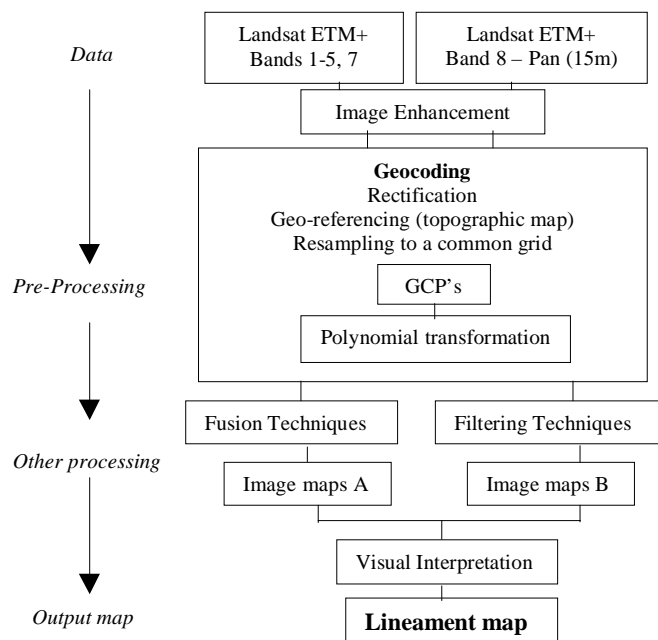 Data
Landsat ETM+
Bands 1-5, 7
Landsat ETM+
Band 8 – Pan (15m)
Image Enhancement
Geocoding
Rectification
Geo-referencing (topographic map)
Resampling to a common grid
Pre-Processing
GCP's
Polynomial transformation
Fusion Techniques
Filtering Techniques
Other processing
Image maps A
Image maps B
Visual Interpretation
Output map
Lineament map